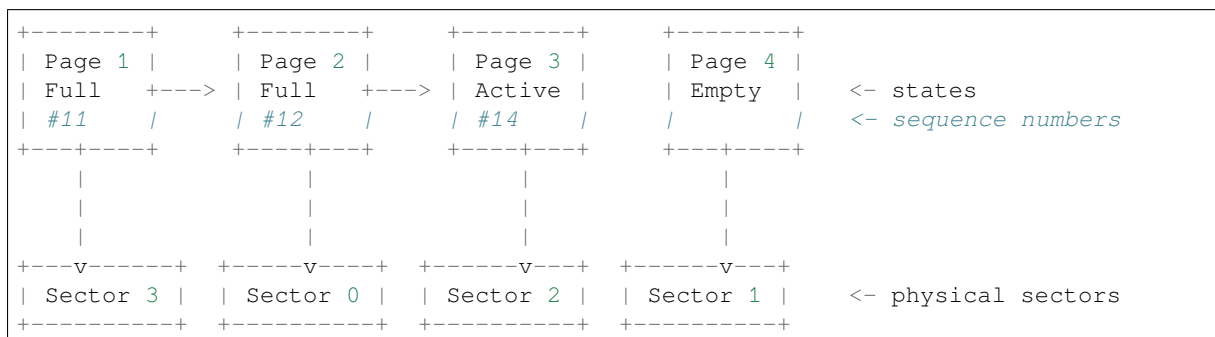 +--------+       +--------+       +--------+       +--------+
| Page 1 |       | Page 2 |       | Page 3 |       | Page 4 |
| Full   +---> | Full   +---> | Active |       | Empty  |   <- states
| #11    |       | #12    |       | #14    |       |        |   <- sequence numbers
+---+----+       +----+---+       +----+---+       +---+----+
    |                 |                |               |
    |                 |                |               |
    |                 |                |               |
+---v------+  +-----v----+  +------v---+  +------v---+
| Sector 3 |  | Sector 0 |  | Sector 2 |  | Sector 1 |   <- physical sectors
+----------+  +----------+  +----------+  +----------+